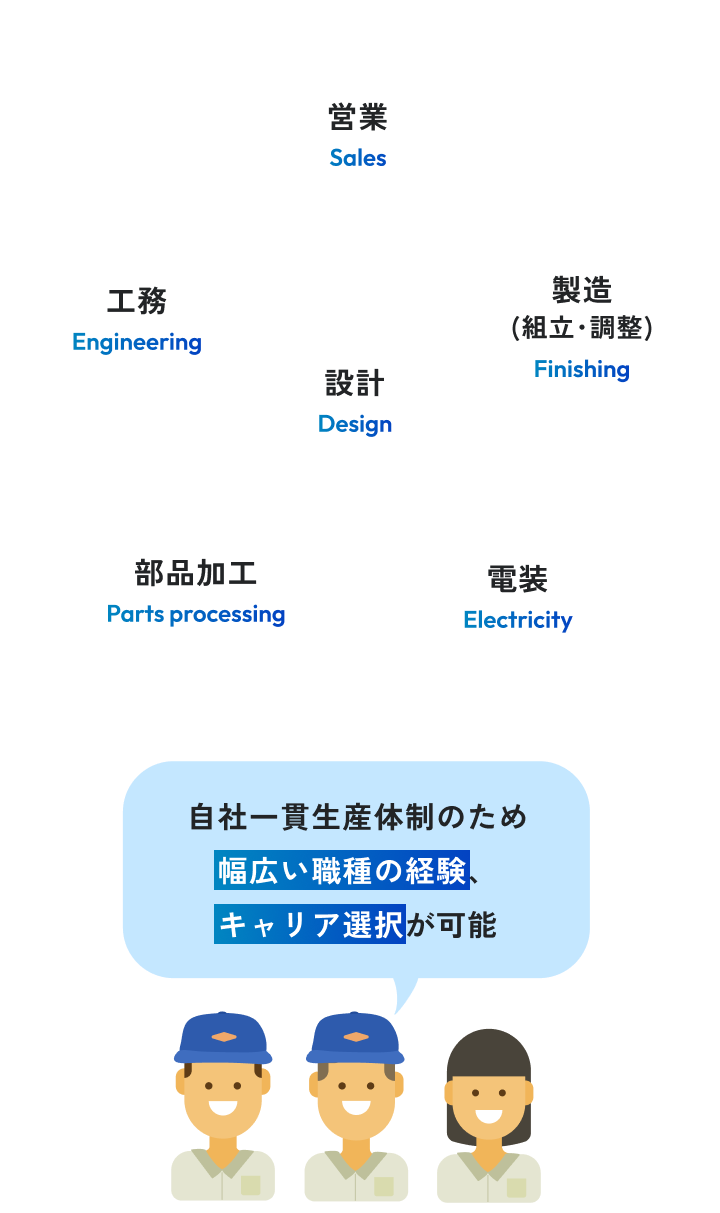 営業
Sales
工務
Engineering
製造
(組立・調整)
Finishing
設計
Design
部品加工
Parts processing
電装
Electricity
自社一貫生産体制のため
幅広い職種の経験、
キャリア選択が可能